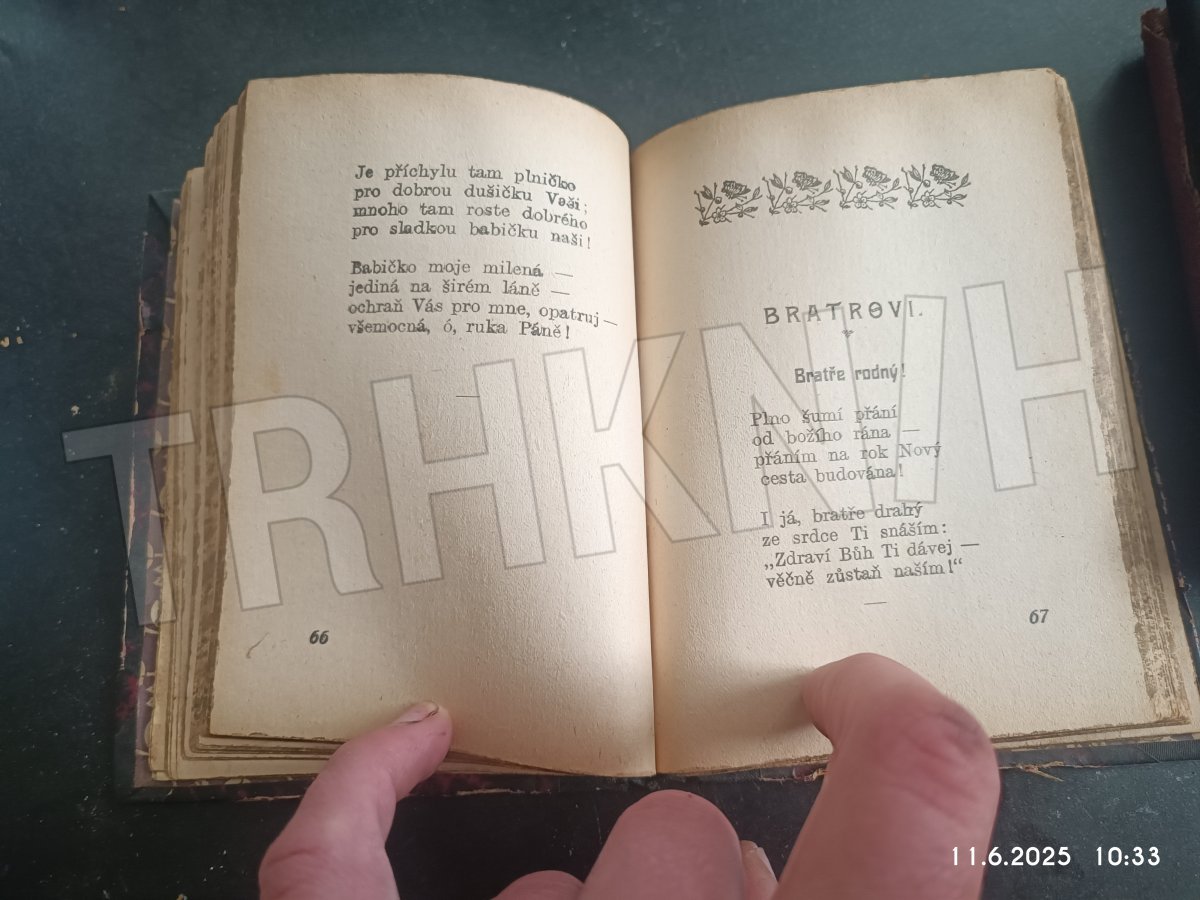 Je příchylu tam plničko
pro dobrou dušičku Vaší;
mnoho tam roste dobrého
pro sladkou babičku naši!
Babičko moje milená —
jediná na širém láně —
ochraň Vás pro mne, opatruj —
všemocná, ó, ruka Páně!
66
BRATROVI.
Bratře rodný!
Plno šumí přání
od božího rána —
přáním na rok Nový
cesta budována!
I já, bratře drahý
ze srdce Ti snáším:
„Zdraví Bůh Ti dávej —
věčně zůstaň naším!“
67
TRHKNIH
11.6.2025 10:33